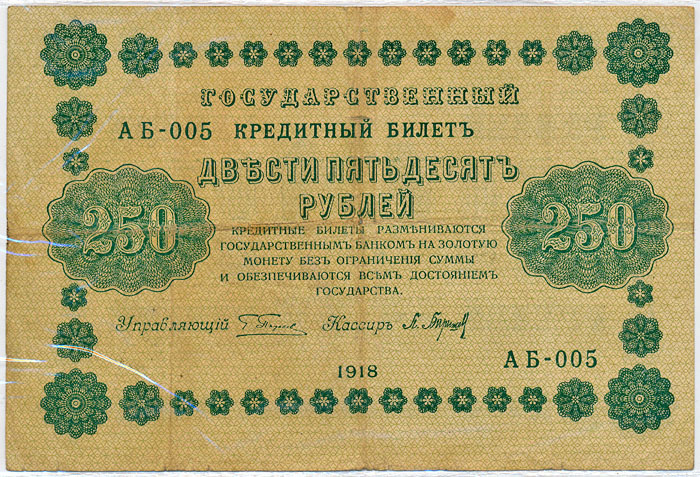 ГОСУДАРСТВЕННЫЙ
АБ-005 КРЕДИТНЫЙ БИЛЕТЪ
ДВѢСТИ ПЯТЬДЕСЯТЪ
РУБЛЕЙ
250 250
КРЕДИТНЫЕ БИЛЕТЫ РАЗМѢНИВАЮТСЯ
ГОСУДАРСТВЕННЫМЪ БАНКОМЪ НА ЗОЛОТУЮ
МОНЕТУ БЕЗЪ ОГРАНИЧЕНІЯ СУММЫ
И ОБЕЗПЕЧИВАЮТСЯ ВСѢМЪ ДОСТОЯНІЕМЪ
ГОСУДАРСТВА.
Управляющій Кассиръ
1918
АБ-005